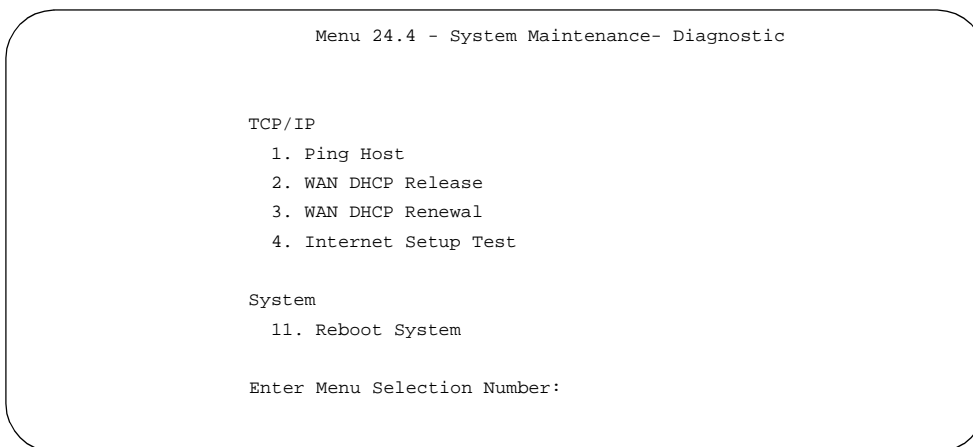 Menu 24.4 - System Maintenance- Diagnostic
TCP/IP
1. Ping Host
2. WAN DHCP Release
3. WAN DHCP Renewal
4. Internet Setup Test
System
11. Reboot System
Enter Menu Selection Number: